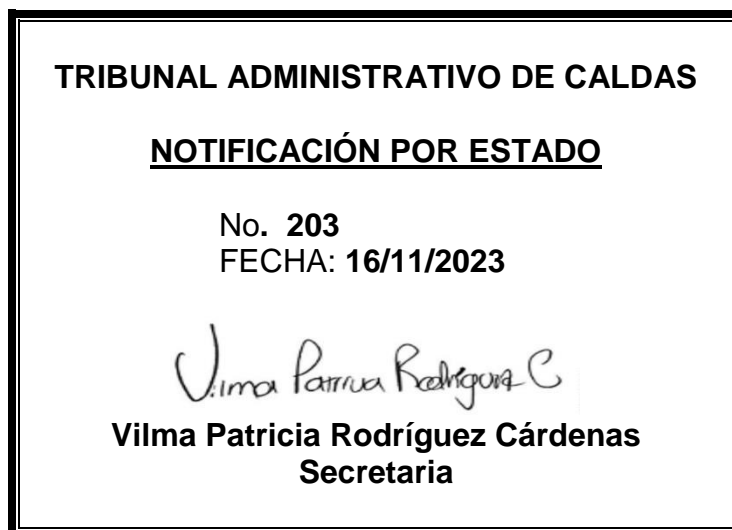 TRIBUNAL ADMINISTRATIVO DE CALDAS
NOTIFICACIÓN POR ESTADO
No. 203
FECHA: 16/11/2023
Vilma Patricia Rodríguez C
Vilma Patricia Rodríguez Cárdenas
Secretaria